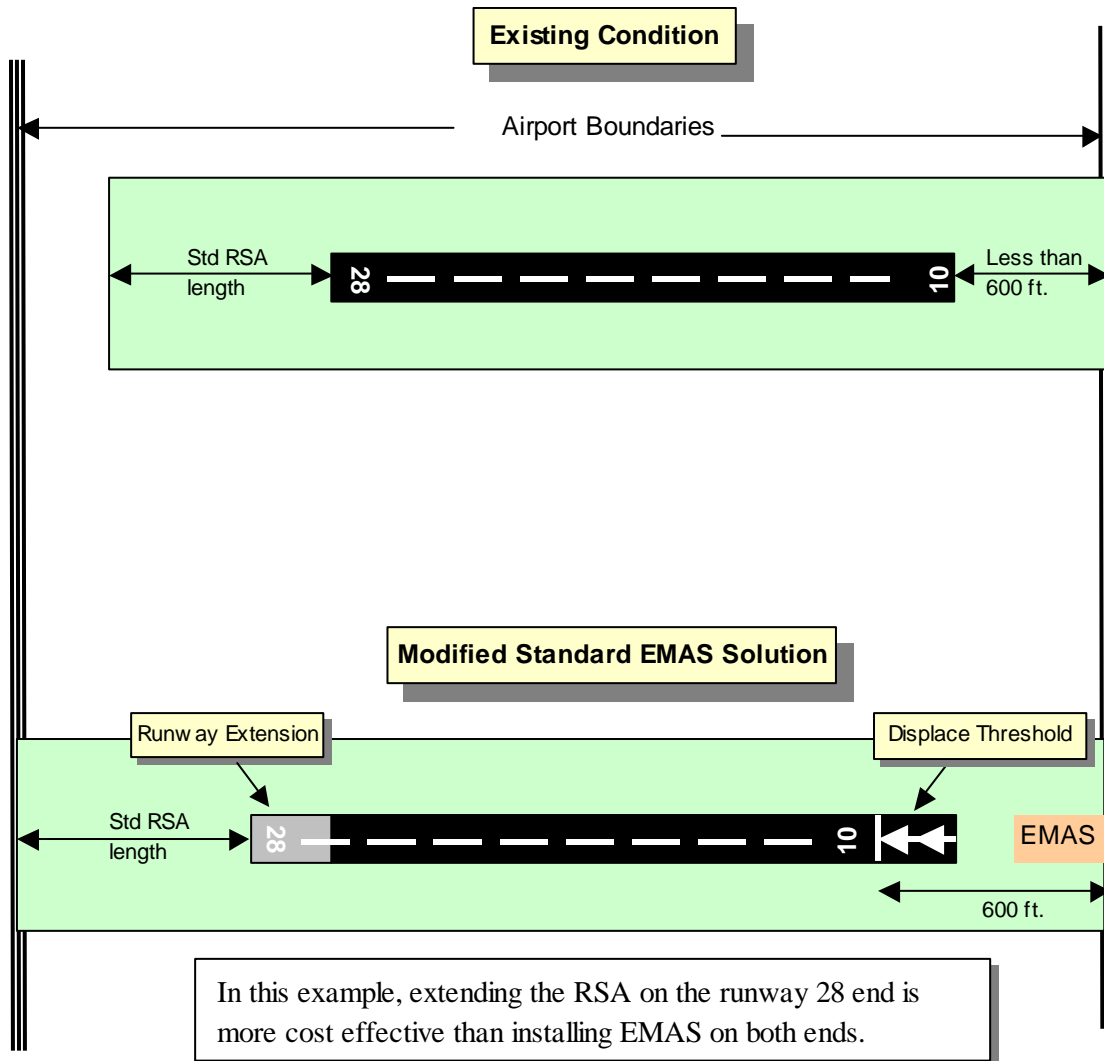 Existing Condition
Airport Boundaries
Std RSA
length
28
10
Less than
600 ft.
Modified Standard EMAS Solution
Runway Extension
Displace Threshold
Std RSA
length
28
10
EMAS
600 ft.
In this example, extending the RSA on the runway 28 end is
more cost effective than installing EMAS on both ends.